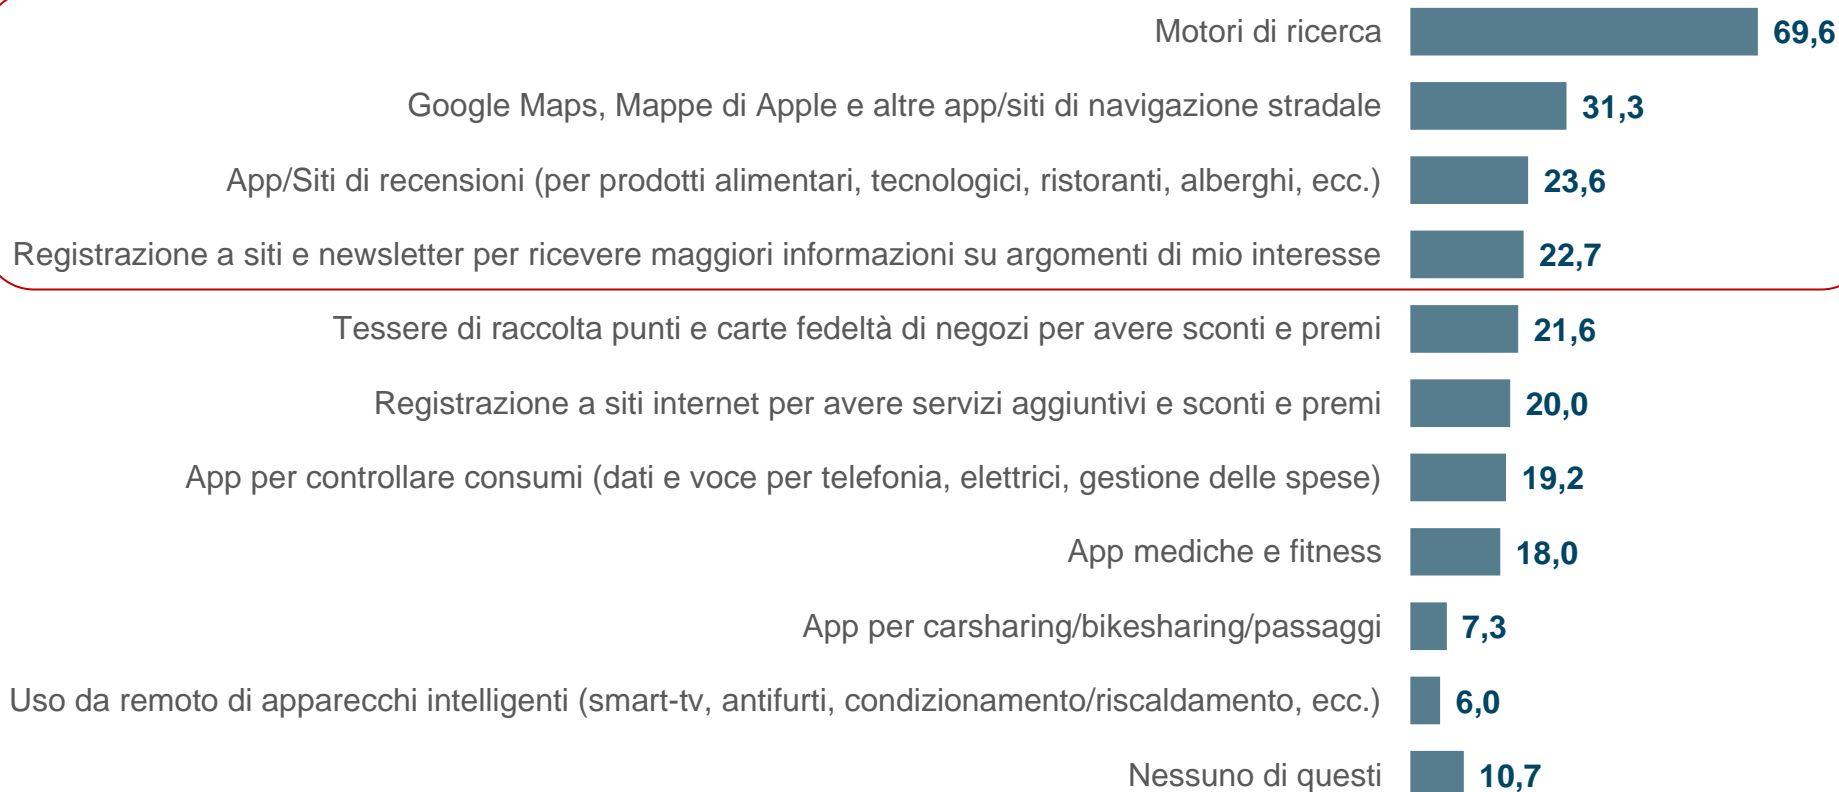 Motori di ricerca 69,6
Google Maps, Mappe di Apple e altre app/siti di navigazione stradale 31,3
App/Siti di recensioni (per prodotti alimentari, tecnologici, ristoranti, alberghi, ecc.) 23,6
Registrazione a siti e newsletter per ricevere maggiori informazioni su argomenti di mio interesse 22,7
Tessere di raccolta punti e carte fedeltà di negozi per avere sconti e premi 21,6
Registrazione a siti internet per avere servizi aggiuntivi e sconti e premi 20,0
App per controllare consumi (dati e voce per telefonia, elettrici, gestione delle spese) 19,2
App mediche e fitness 18,0
App per carsharing/bikesharing/passaggi 7,3
Uso da remoto di apparecchi intelligenti (smart-tv, antifurti, condizionamento/riscaldamento, ecc.) 6,0
Nessuno di questi 10,7